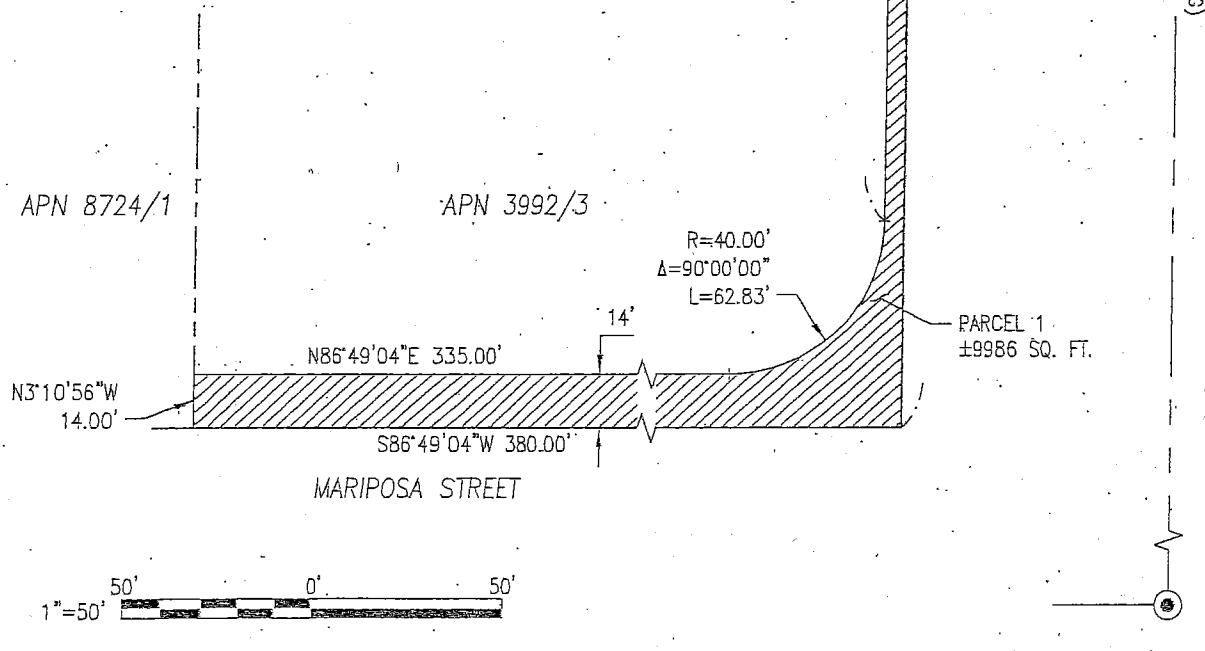 APN 8724/1
APN 3992/3
R=40.00'
Δ=90°00'00"
L=62.83'
14'
PARCEL 1
±9986 SQ. FT.
N86°49'04"E 335.00'
N3°10'56"W
14.00'
S86°49'04"W 380.00'
MARIPOSA STREET
50'
0'
50'
1"=50'